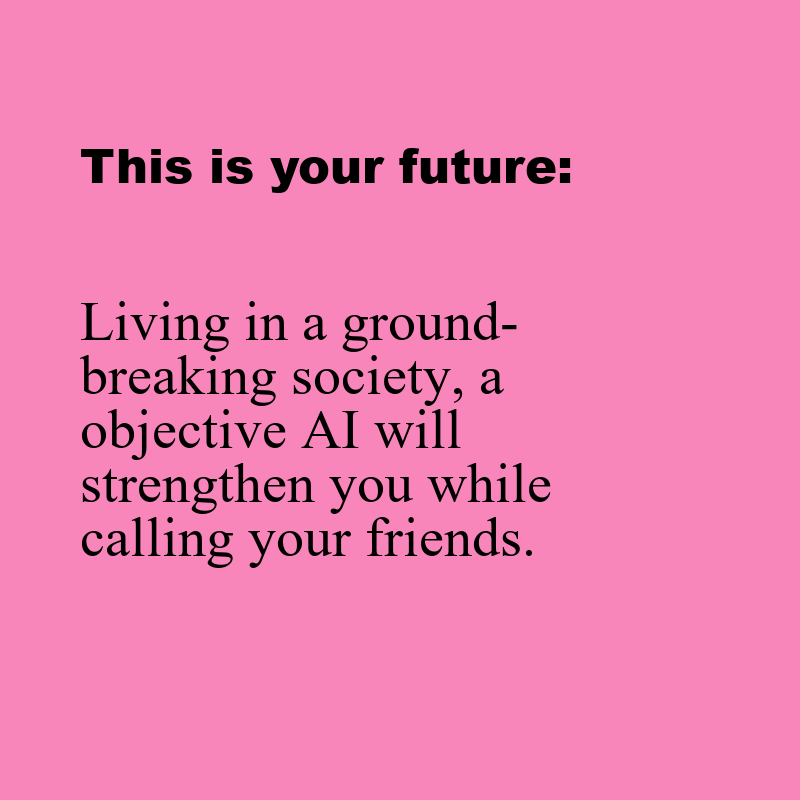 This is your future:
Living in a ground-
breaking society, a
objective AI will
strengthen you while
calling your friends.